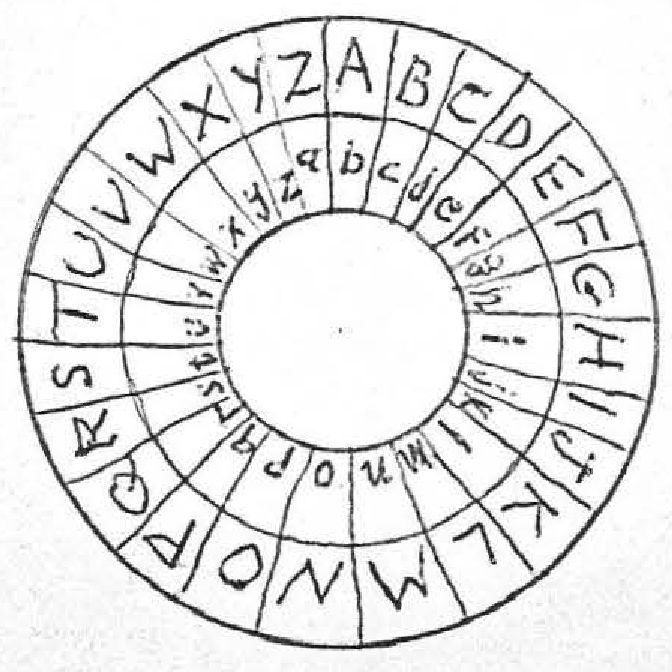 A B C D E F G H I J K L M N O P Q R S T U V W X Y Z
a b c d e f g h i j k l m n o p q r s t u v w x y z